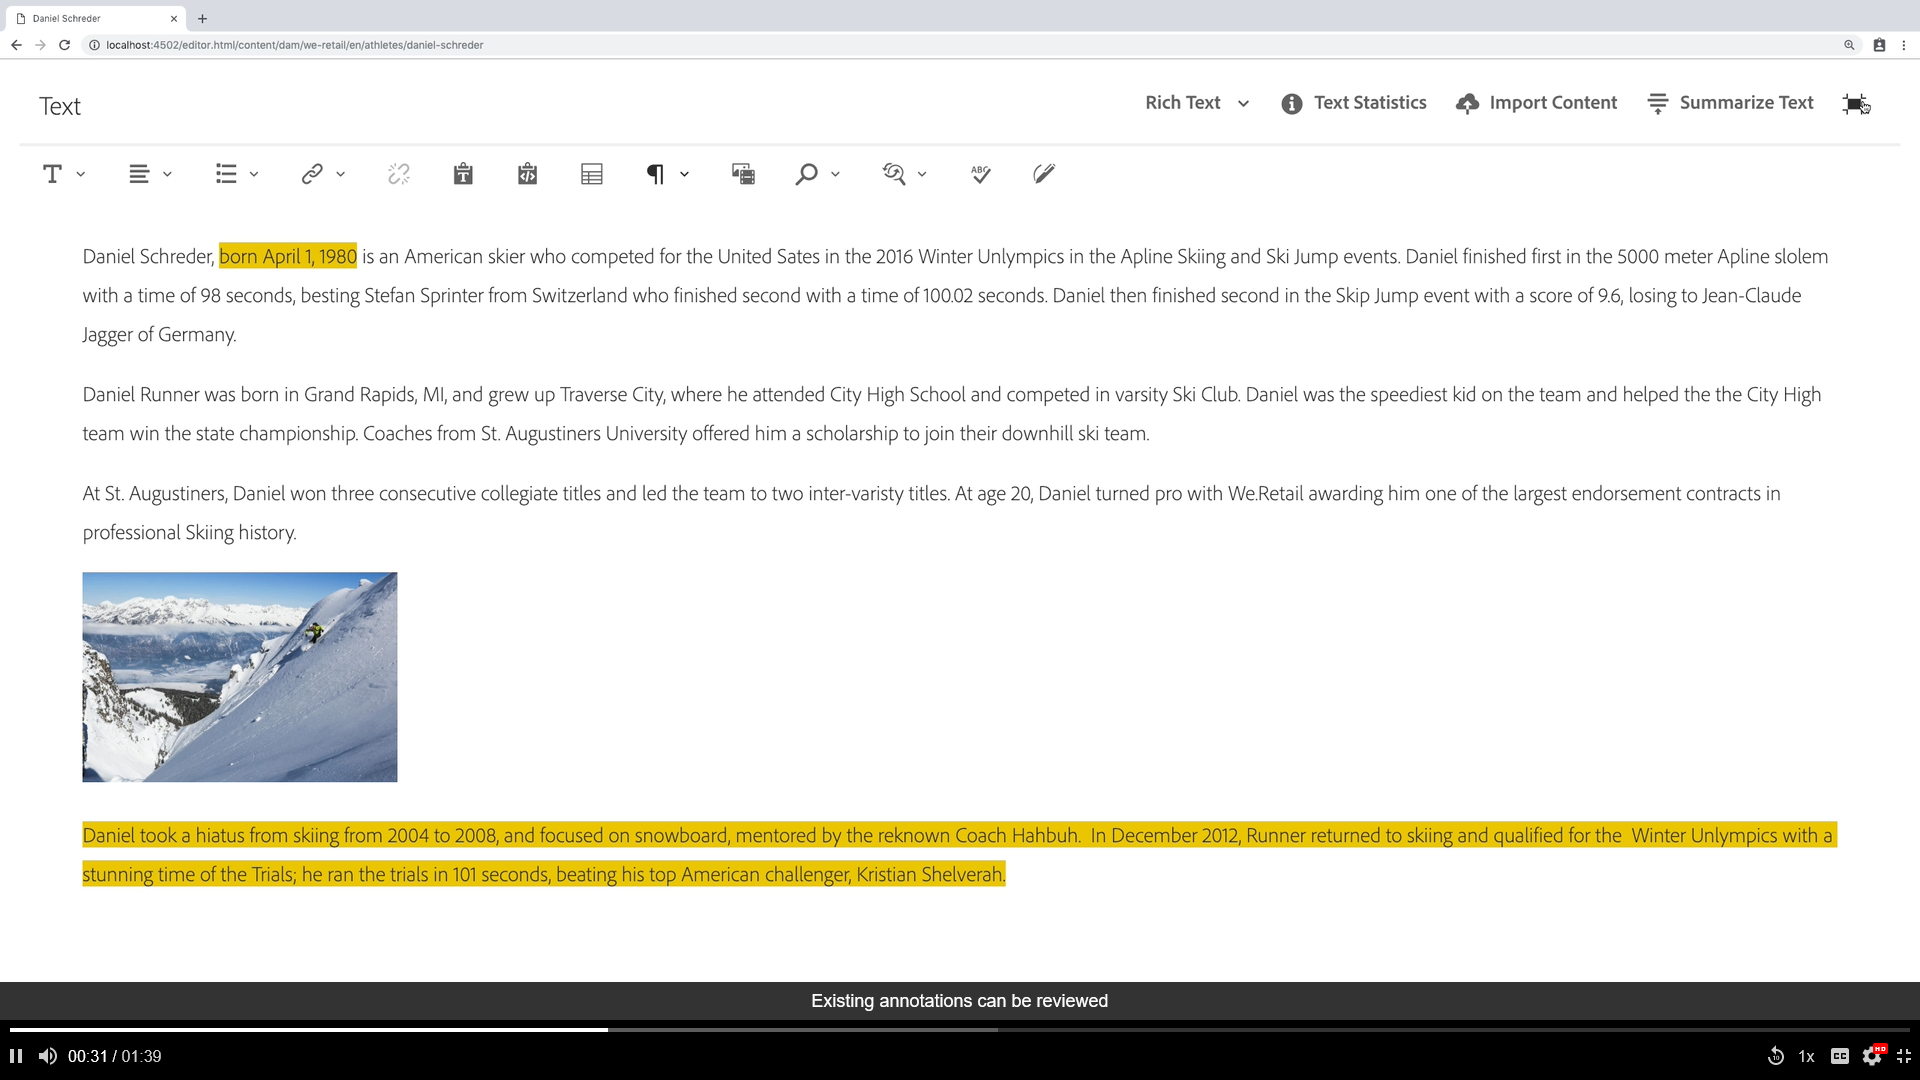 Daniel Schreder
localhost:4502/editor.html/content/dam/we-retail/en/athletes/daniel-schreder
Text
Rich Text
Text Statistics
Import Content
Summarize Text
T
T
ABC
Daniel Schreder, born April 1, 1980 is an American skier who competed for the United Sates in the 2016 Winter Unlympics in the Apline Skiing and Ski Jump events. Daniel finished first in the 5000 meter Apline slolem
with a time of 98 seconds, besting Stefan Sprinter from Switzerland who finished second with a time of 100.02 seconds. Daniel then finished second in the Skip Jump event with a score of 9.6, losing to Jean-Claude
Jagger of Germany.
Daniel Runner was born in Grand Rapids, MI, and grew up Traverse City, where he attended City High School and competed in varsity Ski Club. Daniel was the speediest kid on the team and helped the the City High
team win the state championship. Coaches from St. Augustiners University offered him a scholarship to join their downhill ski team.
At St. Augustiners, Daniel won three consecutive collegiate titles and led the team to two inter-varisty titles. At age 20, Daniel turned pro with We.Retail awarding him one of the largest endorsement contracts in
professional Skiing history.
Daniel took a hiatus from skiing from 2004 to 2008, and focused on snowboard, mentored by the reknown Coach Hahbuh.  In December 2012, Runner returned to skiing and qualified for the  Winter Unlympics with a
stunning time of the Trials; he ran the trials in 101 seconds, beating his top American challenger, Kristian Shelverah.
Existing annotations can be reviewed
00:31 / 01:39
10
1x
CC
HD